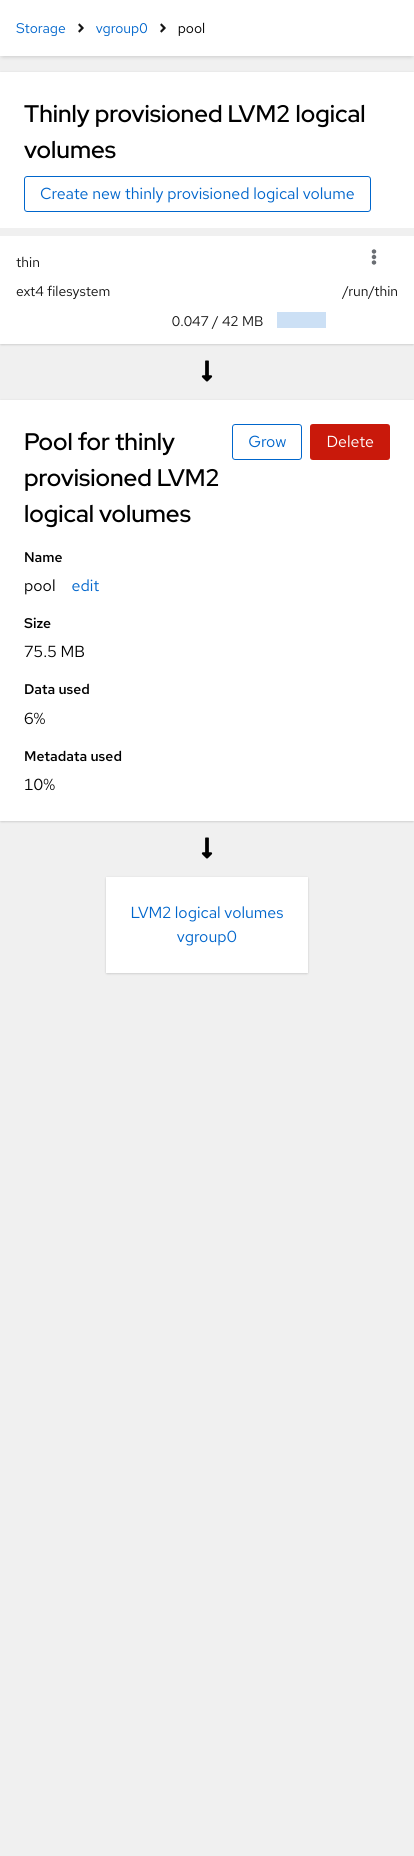 Storage > vgroup0 > pool
Thinly provisioned LVM2 logical
volumes
Create new thinly provisioned logical volume
thin
ext4 filesystem /run/thin
0.047 / 42 MB
Pool for thinly
provisioned LVM2
logical volumes
Grow Delete
Name
pool edit
Size
75.5 MB
Data used
6%
Metadata used
10%
LVM2 logical volumes
vgroup0